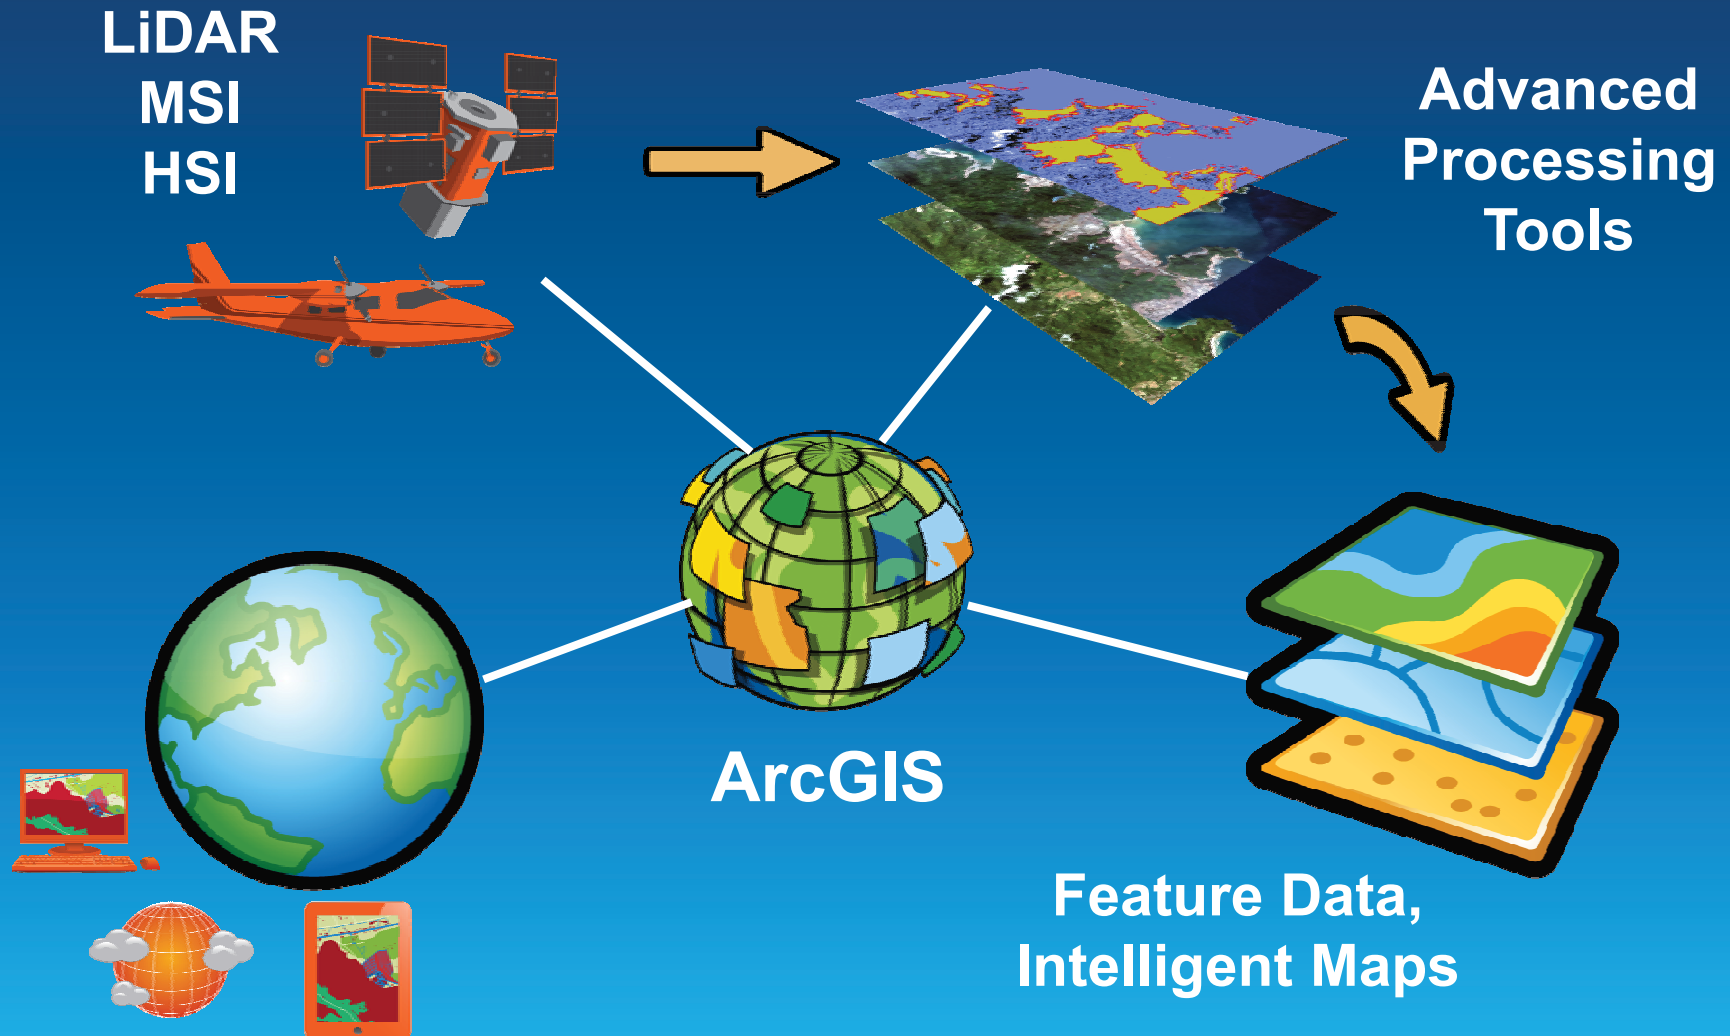 LiDAR
MSI
HSI
Advanced
Processing
Tools
ArcGIS
Feature Data,
Intelligent Maps